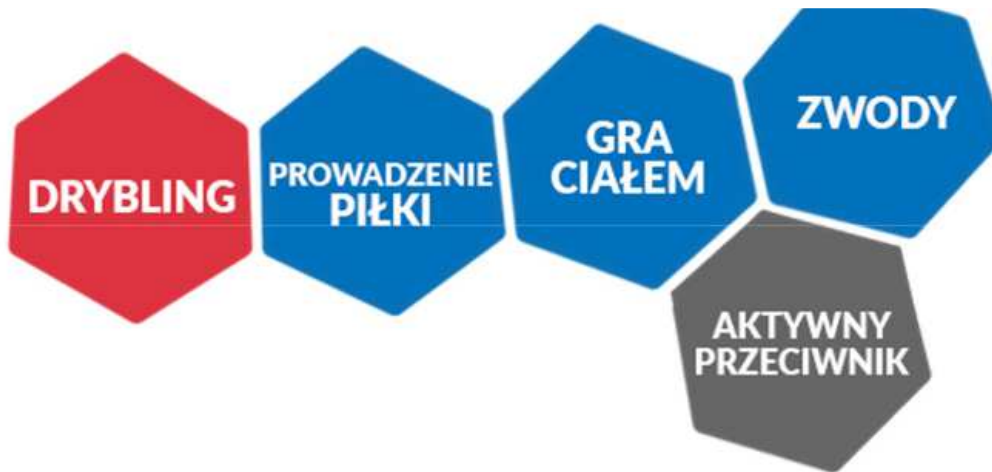 DRYBLING
PROWADZENIE
PIŁKI
GRA
CIAŁEM
ZWODY
AKTYWNY
PRZECIWNIK